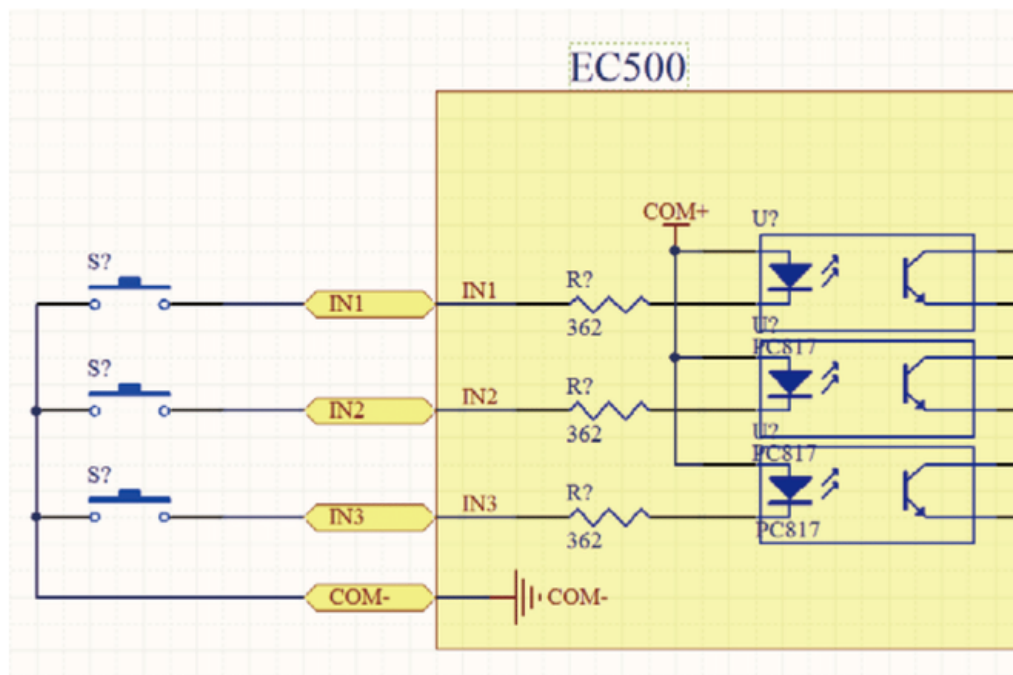 EC500
COM+
U?
S?
R?
IN1
IN1
362
U?
PC817
S?
R?
IN2
IN2
362
U?
PC817
S?
R?
IN3
IN3
362
PC817
COM-
COM-